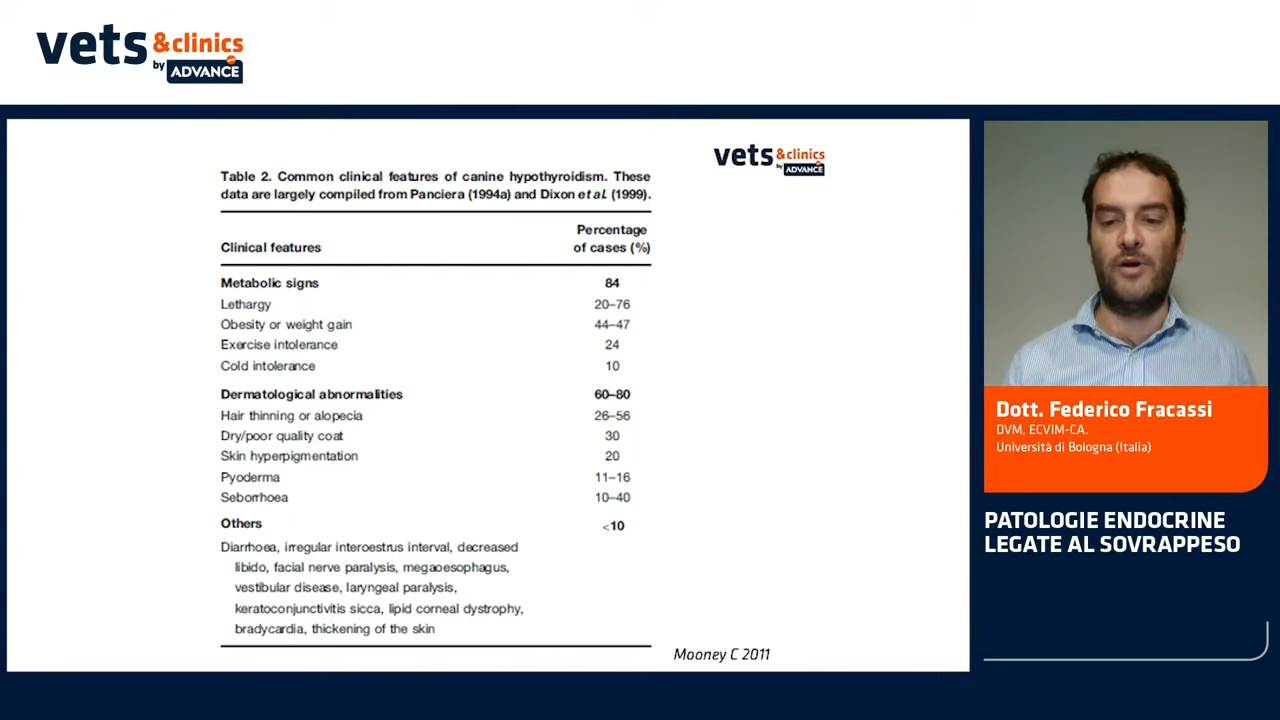 vets &clinics
by ADVANCE
vets &clinics
by ADVANCE
Table 2. Common clinical features of canine hypothyroidism. These
data are largely compiled from Panciera (1994a) and Dixon et al. (1999).
Percentage
Clinical features of cases (%)
Metabolic signs 84
Lethargy 20–76
Obesity or weight gain 44–47
Exercise intolerance 24
Cold intolerance 10
Dermatological abnormalities 60–80
Hair thinning or alopecia 26–56
Dry/poor quality coat 30
Skin hyperpigmentation 20
Pyoderma 11–16
Seborrhoea 10–40
Others <10
Diarrhoea, irregular interoestrus interval, decreased
libido, facial nerve paralysis, megaoesophagus,
vestibular disease, laryngeal paralysis,
keratoconjunctivitis sicca, lipid corneal dystrophy,
bradycardia, thickening of the skin
Mooney C 2011
Dott. Federico Fracassi
DVM, ECVIM-CA.
Università di Bologna (Italia)
PATOLOGIE ENDOCRINE
LEGATE AL SOVRAPPESO